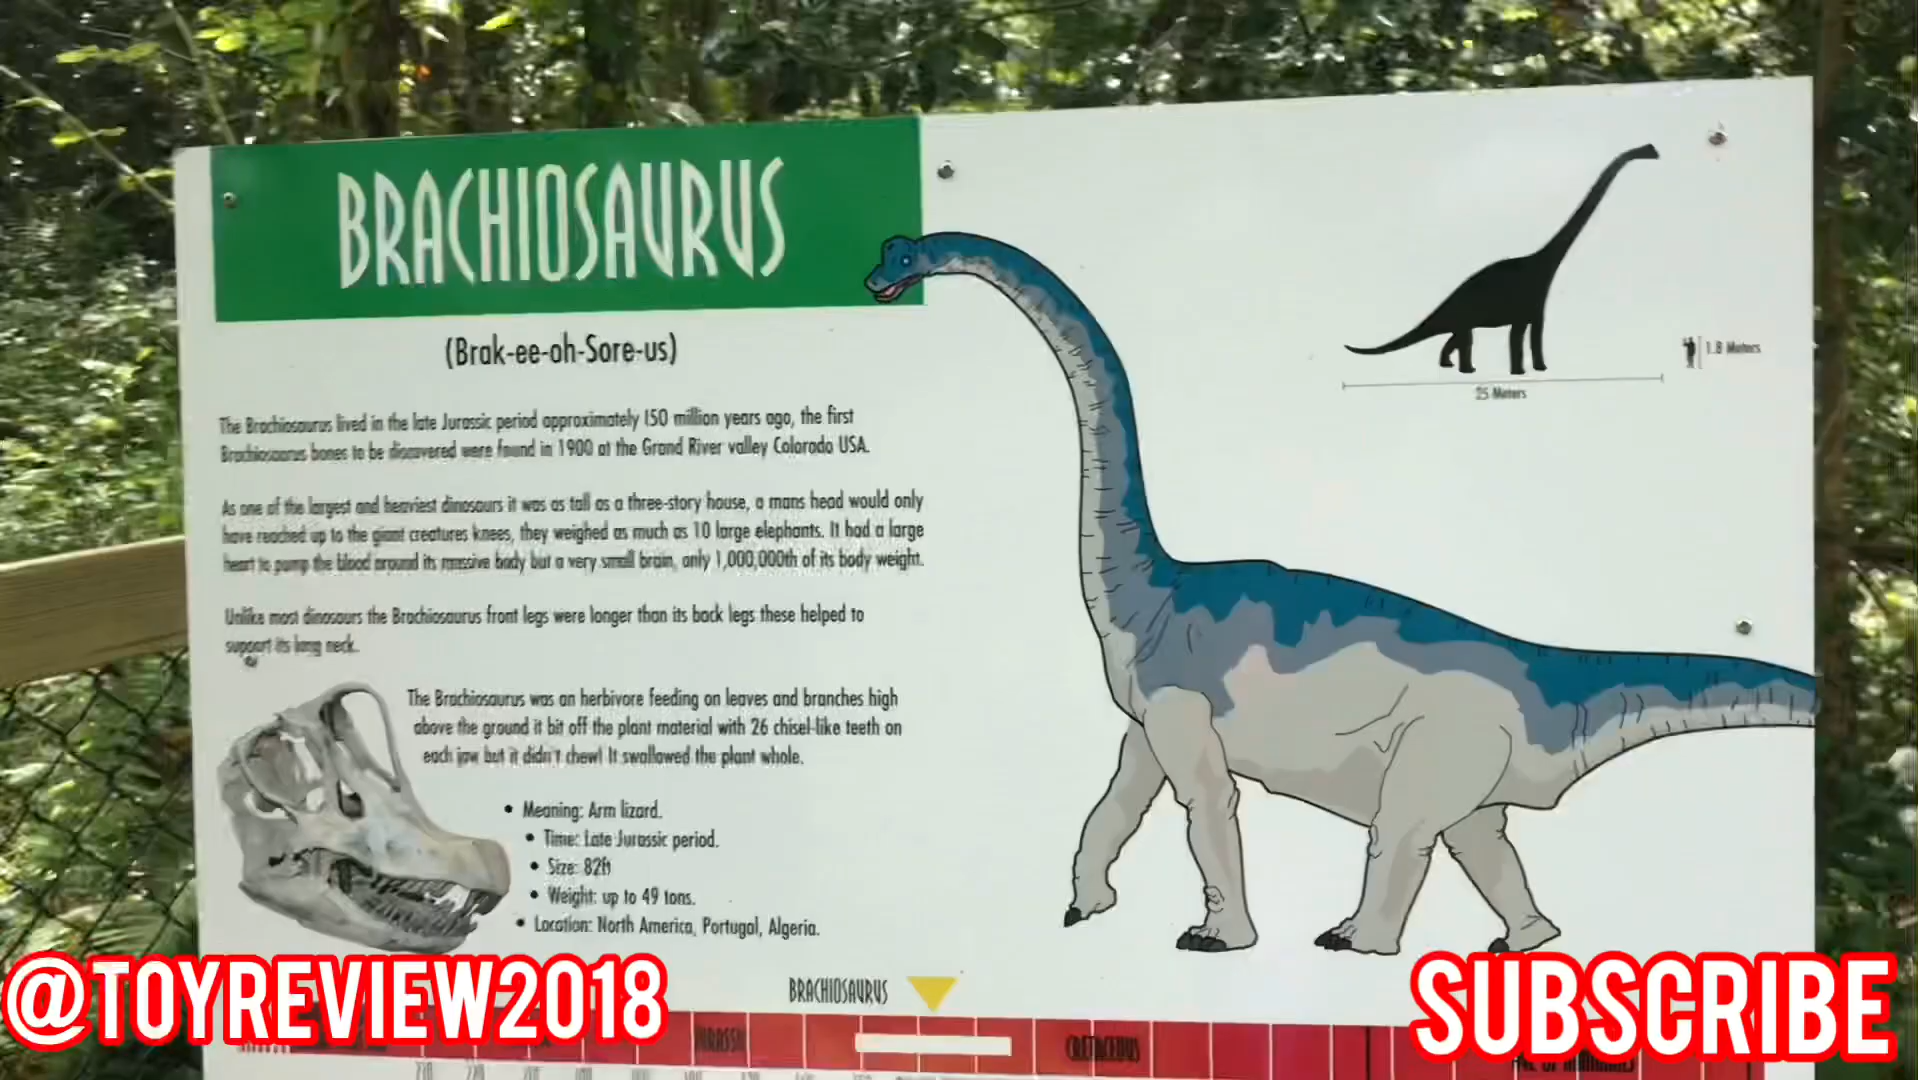 BRACHIOSAURUS
(Brak-ee-oh-Sore-us)
The Brachiosaurus lived in the late Jurassic period approximately 150 million years ago, the first
Brachiosaurus bones to be discovered were found in 1900 at the Grand River valley Colorado USA.
As one of the largest and heaviest dinosaurs it was as tall as a three-story house, a mans head would only
have reached up to the giant creatures knees, they weighed as much as 10 large elephants. It had a large
heart to pump the blood around its massive body but a very small brain, only 1,000,000th of its body weight.
Unlike most dinosaurs the Brachiosaurus front legs were longer than its back legs these helped to
support its long neck.
The Brachiosaurus was an herbivore feeding on leaves and branches high
above the ground it bit off the plant material with 26 chisel-like teeth on
each jaw but it didn't chew! It swallowed the plant whole.
• Meaning: Arm lizard.
• Time: Late Jurassic period.
• Size: 82ft
• Weight: up to 49 tons.
• Location: North America, Portugal, Algeria.
1.8 Meters
25 Meters
BRACHIOSAURUS
JURASSIC
CRETACEOUS
@TOYREVIEW2018
SUBSCRIBE